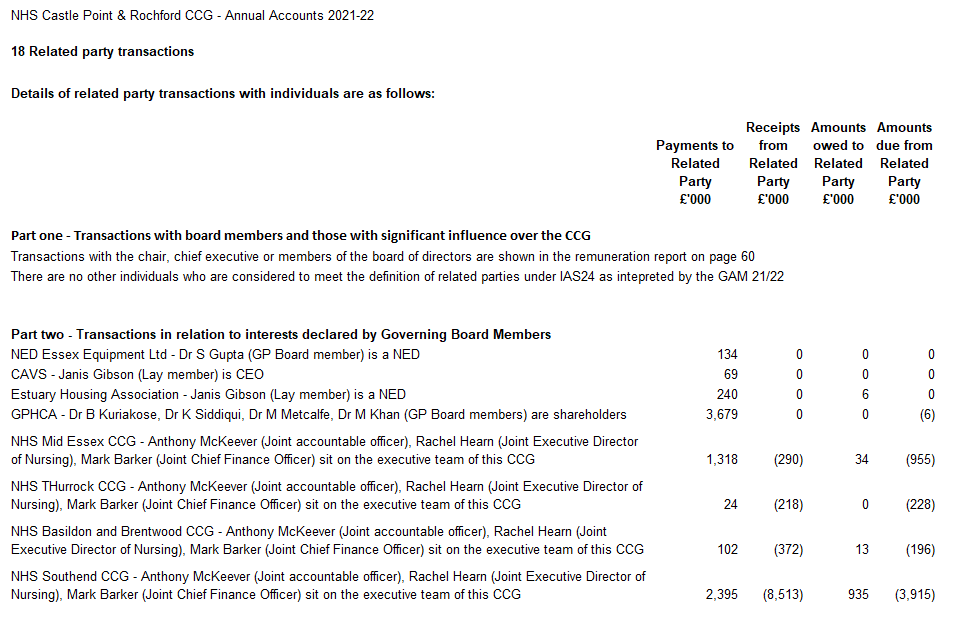 NHS Castle Point & Rochford CCG - Annual Accounts 2021-22
18 Related party transactions
Details of related party transactions with individuals are as follows:
Receipts Amounts Amounts
Payments to from owed to due from
Related Related Related Related
Party Party Party Party
£'000 £'000 £'000 £'000
Part one - Transactions with board members and those with significant influence over the CCG
Transactions with the chair, chief executive or members of the board of directors are shown in the remuneration report on page 60
There are no other individuals who are considered to meet the definition of related parties under IAS24 as intepreted by the GAM 21/22
Part two - Transactions in relation to interests declared by Governing Board Members
NED Essex Equipment Ltd - Dr S Gupta (GP Board member) is a NED 134 0 0 0
CAVS - Janis Gibson (Lay member) is CEO 69 0 0 0
Estuary Housing Association - Janis Gibson (Lay member) is a NED 240 0 6 0
GPHCA - Dr B Kuriakose, Dr K Siddiqui, Dr M Metcalfe, Dr M Khan (GP Board members) are shareholders 3,679 0 0 (6)
NHS Mid Essex CCG - Anthony McKeever (Joint accountable officer), Rachel Hearn (Joint Executive Director
of Nursing), Mark Barker (Joint Chief Finance Officer) sit on the executive team of this CCG 1,318 (290) 34 (955)
NHS THurrock CCG - Anthony McKeever (Joint accountable officer), Rachel Hearn (Joint Executive Director of
Nursing), Mark Barker (Joint Chief Finance Officer) sit on the executive team of this CCG 24 (218) 0 (228)
NHS Basildon and Brentwood CCG - Anthony McKeever (Joint accountable officer), Rachel Hearn (Joint
Executive Director of Nursing), Mark Barker (Joint Chief Finance Officer) sit on the executive team of this CCG 102 (372) 13 (196)
NHS Southend CCG - Anthony McKeever (Joint accountable officer), Rachel Hearn (Joint Executive Director of
Nursing), Mark Barker (Joint Chief Finance Officer) sit on the executive team of this CCG 2,395 (8,513) 935 (3,915)